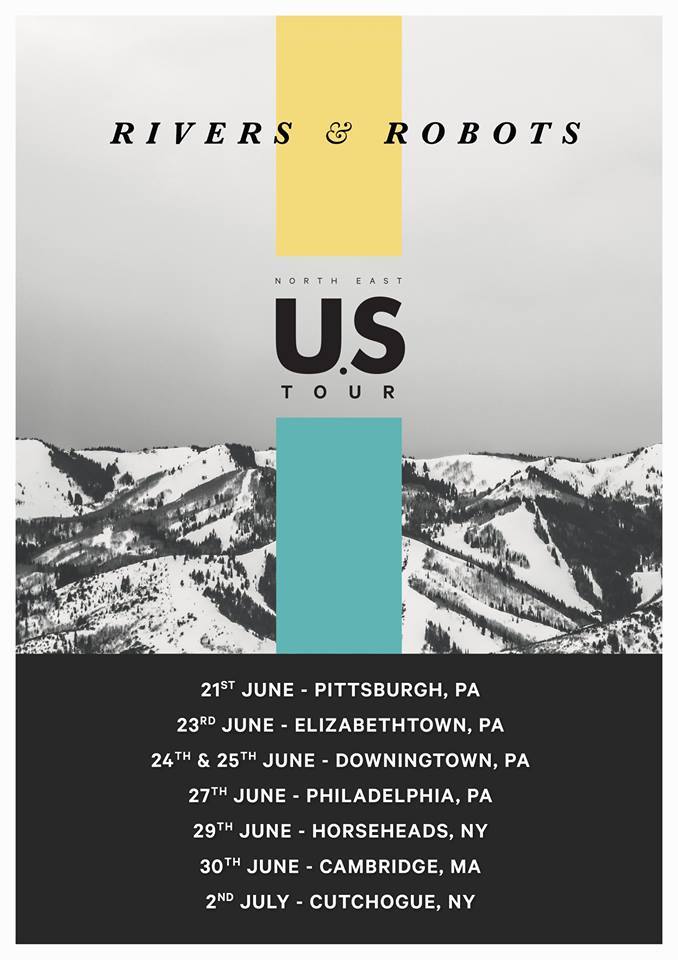 RIVERS & ROBOTS
NORTH EAST
U.S
TOUR
21ST JUNE - PITTSBURGH, PA
23RD JUNE - ELIZABETHTOWN, PA
24TH & 25TH JUNE - DOWNINGTOWN, PA
27TH JUNE - PHILADELPHIA, PA
29TH JUNE - HORSEHEADS, NY
30TH JUNE - CAMBRIDGE, MA
2ND JULY - CUTCHOGUE, NY